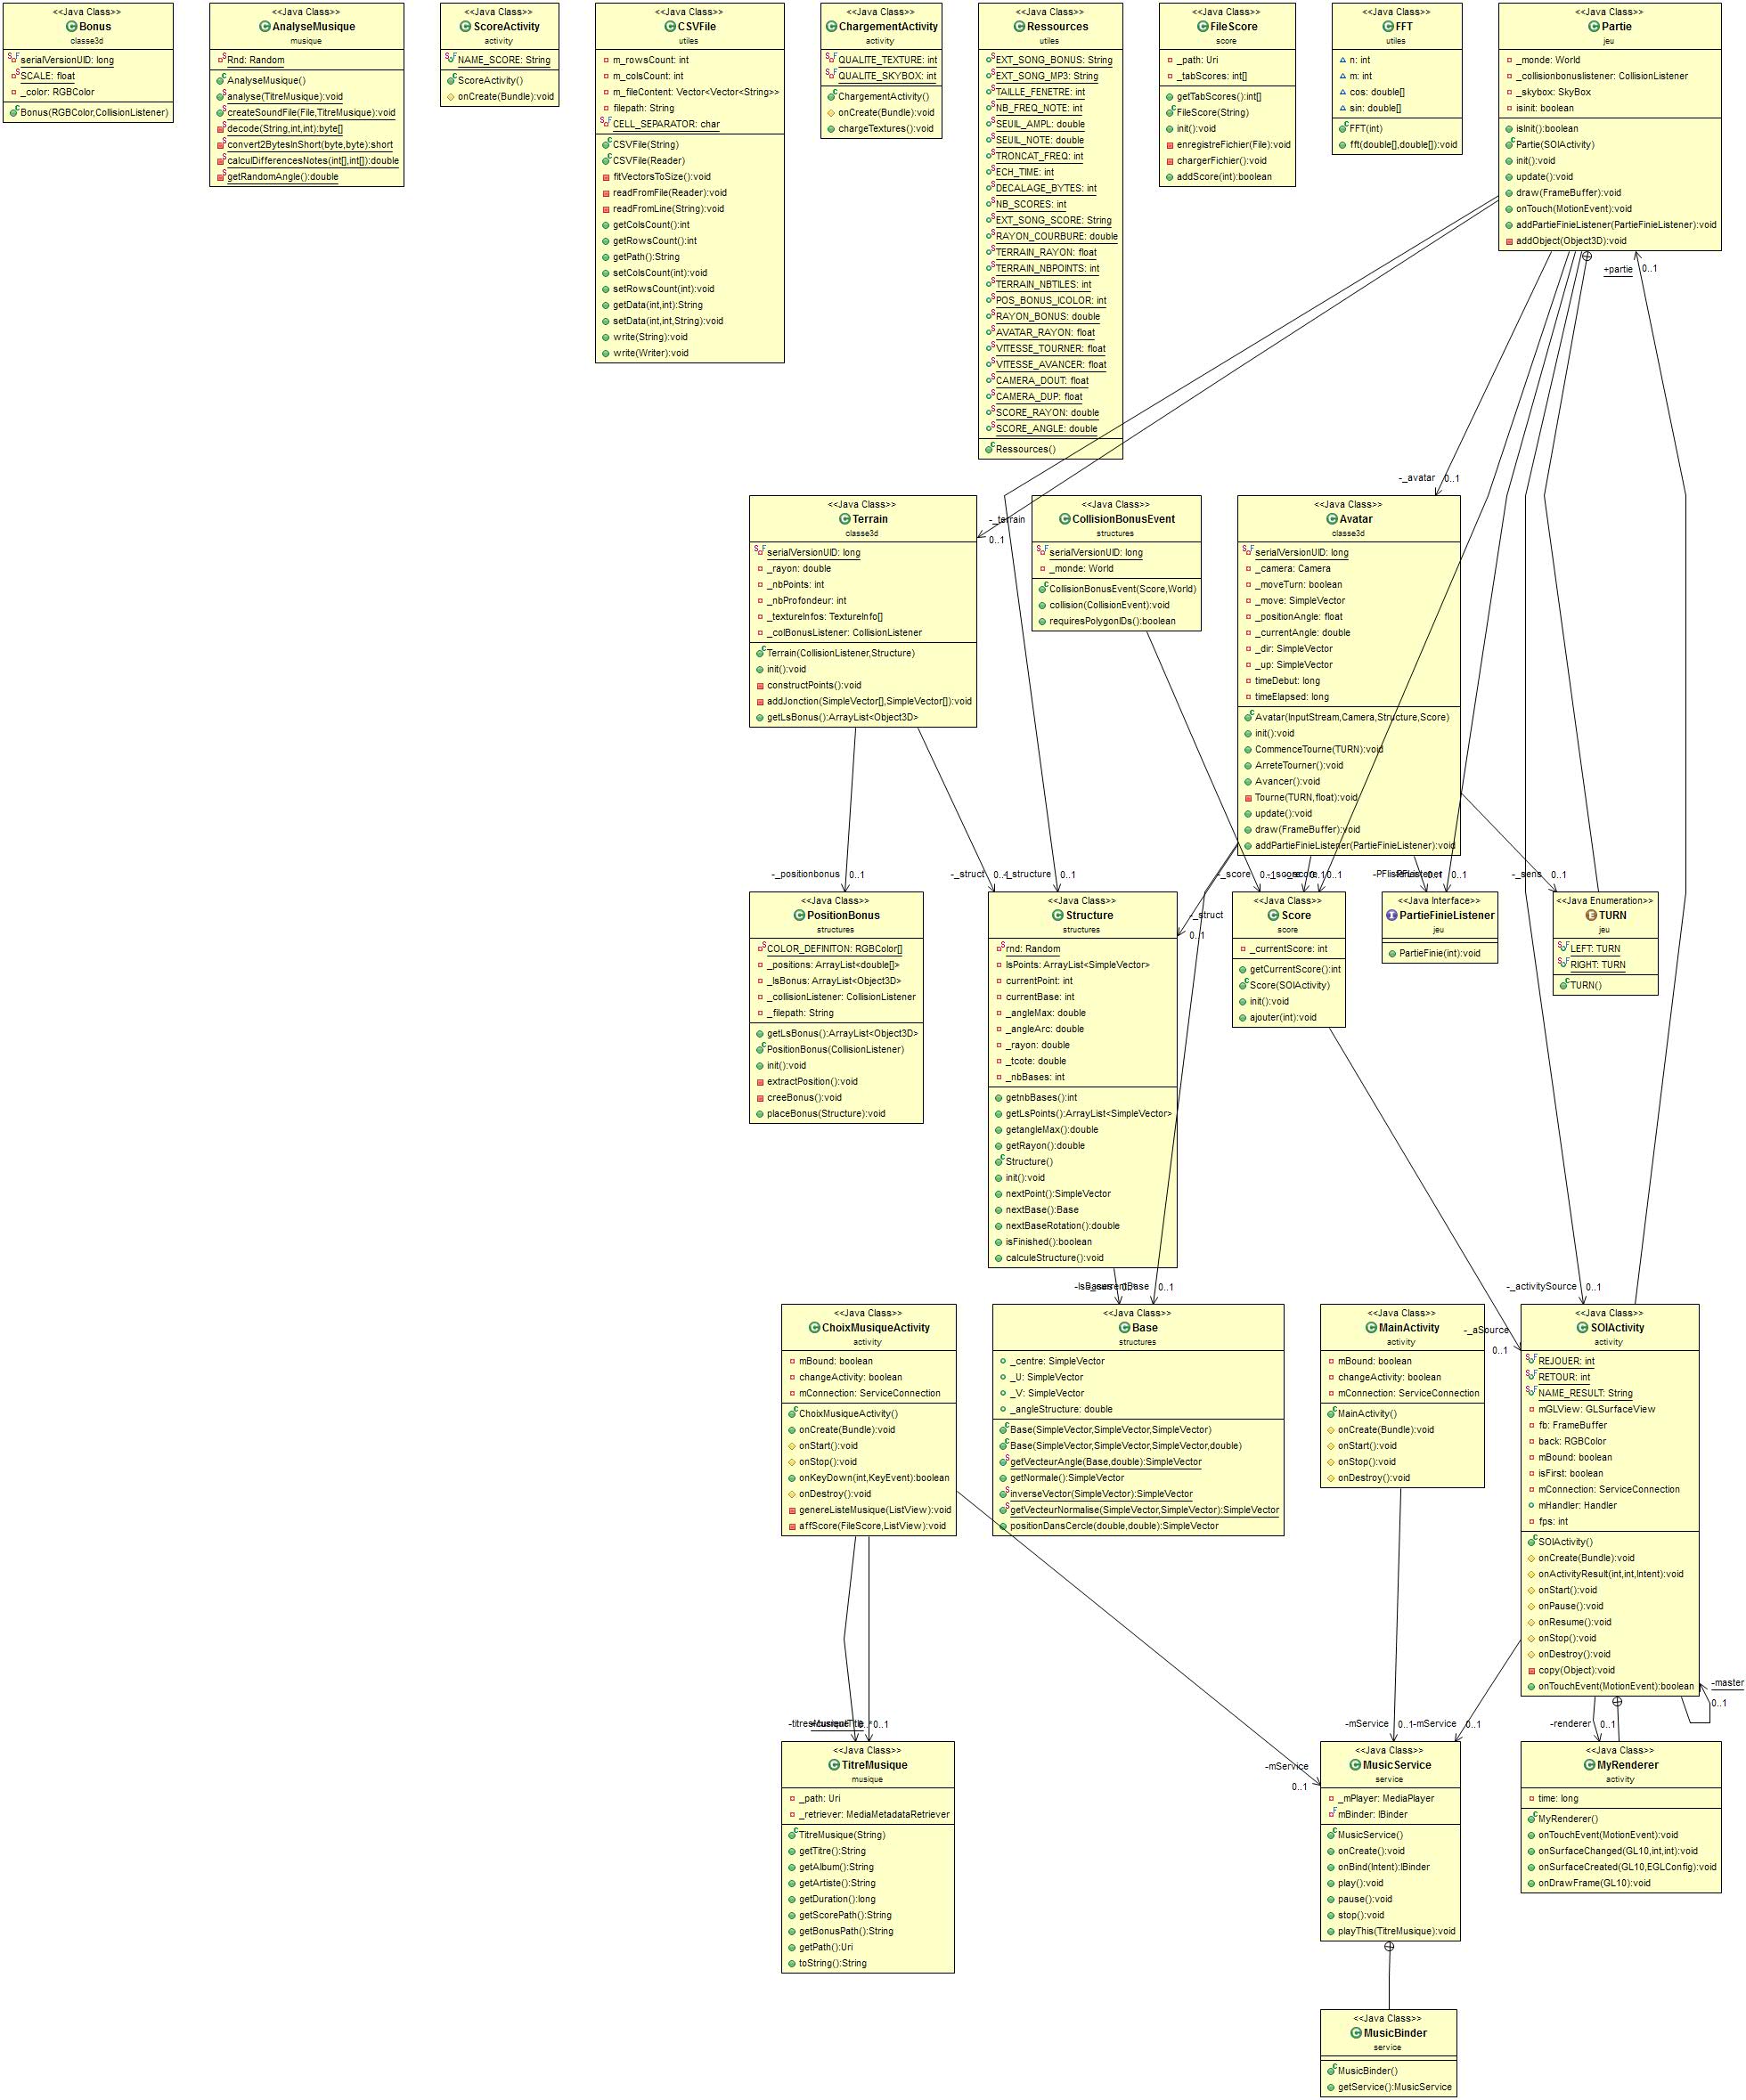 <<Java Class>>
Bonus
classe3d
serialVersionUID: long
SCALE: float
_color: RGBColor
Bonus(RGBColor,CollisionListener)
<<Java Class>>
AnalyseMusique
musique
Rnd: Random
AnalyseMusique()
analyse(TitreMusique):void
createSoundFile(File,TitreMusique):void
decode(String,int,int):byte[]
convert2BytesInShort(byte,byte):short
calculDifferencesNotes(int[],int[]):double
getRandomAngle():double
<<Java Class>>
ScoreActivity
activity
NAME_SCORE: String
ScoreActivity()
onCreate(Bundle):void
<<Java Class>>
CSVFile
utiles
m_rowsCount: int
m_colsCount: int
m_fileContent: Vector<Vector<String>>
filepath: String
CELL_SEPARATOR: char
CSVFile(String)
CSVFile(Reader)
fitVectorsToSize():void
readFromFile(Reader):void
readFromLine(String):void
getColsCount():int
getRowsCount():int
getPath():String
setColsCount(int):void
setRowsCount(int):void
getData(int,int):String
setData(int,int,String):void
write(String):void
write(Writer):void
<<Java Class>>
ChargementActivity
activity
QUALITE_TEXTURE: int
QUALITE_SKYBOX: int
ChargementActivity()
onCreate(Bundle):void
chargeTextures():void
<<Java Class>>
Ressources
utiles
EXT_SONG_BONUS: String
EXT_SONG_MP3: String
TAILLE_FENETRE: int
NB_FREQ_NOTE: int
SEUIL_AMPL: double
SEUIL_NOTE: double
TRONCAT_FREQ: int
ECH_TIME: int
DECALAGE_BYTES: int
NB_SCORES: int
EXT_SONG_SCORE: String
RAYON_COURBURE: double
TERRAIN_RAYON: float
TERRAIN_NBPOINTS: int
TERRAIN_NBTILES: int
POS_BONUS_ICOLOR: int
RAYON_BONUS: double
AVATAR_RAYON: float
VITESSE_TOURNER: float
VITESSE_AVANCER: float
CAMERA_DOUT: float
CAMERA_DUP: float
SCORE_RAYON: double
SCORE_ANGLE: double
Ressources()
<<Java Class>>
FileScore
score
_path: Uri
_tabScores: int[]
getTabScores():int[]
FileScore(String)
init():void
enregistreFichier(File):void
chargerFichier():void
addScore(int):boolean
<<Java Class>>
FFT
utiles
n: int
m: int
cos: double[]
sin: double[]
FFT(int)
fft(double[],double[]):void
<<Java Class>>
Partie
jeu
_monde: World
_collisionbonuslistener: CollisionListener
_skybox: SkyBox
isinit: boolean
isInit():boolean
Partie(SOIActivity)
init():void
update():void
draw(FrameBuffer):void
onTouch(MotionEvent):void
addPartieFinieListener(PartieFinieListener):void
addObject(Object3D):void
+partie
0..1
-_avatar
0..1
-_terrain
0..1
<<Java Class>>
Terrain
classe3d
serialVersionUID: long
_rayon: double
_nbPoints: int
_nbProfondeur: int
_textureInfos: TextureInfo[]
_colBonusListener: CollisionListener
Terrain(CollisionListener,Structure)
init():void
constructPoints():void
addJonction(SimpleVector[],SimpleVector[]):void
getLsBonus():ArrayList<Object3D>
<<Java Class>>
CollisionBonusEvent
structures
serialVersionUID: long
_monde: World
CollisionBonusEvent(Score,World)
collision(CollisionEvent):void
requiresPolygonIDs():boolean
<<Java Class>>
Avatar
classe3d
serialVersionUID: long
_camera: Camera
_moveTurn: boolean
_move: SimpleVector
_positionAngle: float
_currentAngle: double
_dir: SimpleVector
_up: SimpleVector
timeDebut: long
timeElapsed: long
Avatar(InputStream,Camera,Structure,Score)
init():void
CommenceTourne(TURN):void
ArreteTourner():void
Avancer():void
Tourne(TURN,float):void
update():void
draw(FrameBuffer):void
addPartieFinieListener(PartieFinieListener):void
-_positionbonus
0..1
-_struct
_structure
0..1
-_score
-_sens
0..1
-_struct
0..1
<<Java Class>>
PositionBonus
structures
COLOR_DEFINITON: RGBColor[]
_positions: ArrayList<double[]>
_lsBonus: ArrayList<Object3D>
_collisionListener: CollisionListener
_filepath: String
getLsBonus():ArrayList<Object3D>
PositionBonus(CollisionListener)
init():void
extractPosition():void
creeBonus():void
placeBonus(Structure):void
<<Java Class>>
Structure
structures
rnd: Random
lsPoints: ArrayList<SimpleVector>
currentPoint: int
currentBase: int
_angleMax: double
_angleArc: double
_rayon: double
_tcote: double
_nbBases: int
getnbBases():int
getLsPoints():ArrayList<SimpleVector>
getangleMax():double
getRayon():double
Structure()
init():void
nextPoint():SimpleVector
nextBase():Base
nextBaseRotation():double
isFinished():boolean
calculeStructure():void
<<Java Class>>
Score
score
_currentScore: int
getCurrentScore():int
Score(SOIActivity)
init():void
ajouter(int):void
<<Java Interface>>
PartieFinieListener
jeu
PartieFinie(int):void
<<Java Enumeration>>
TURN
jeu
LEFT: TURN
RIGHT: TURN
TURN()
0..1
-_activitySource
0..1
-_aSource
0..1
<<Java Class>>
ChoixMusiqueActivity
activity
mBound: boolean
changeActivity: boolean
mConnection: ServiceConnection
ChoixMusiqueActivity()
onCreate(Bundle):void
onStart():void
onStop():void
onKeyDown(int,KeyEvent):boolean
onDestroy():void
genereListeMusique(ListView):void
affScore(FileScore,ListView):void
<<Java Class>>
Base
structures
_centre: SimpleVector
_U: SimpleVector
_V: SimpleVector
_angleStructure: double
Base(SimpleVector,SimpleVector,SimpleVector)
Base(SimpleVector,SimpleVector,SimpleVector,double)
getVecteurAngle(Base,double):SimpleVector
getNormale():SimpleVector
inverseVector(SimpleVector):SimpleVector
getVecteurNormalise(SimpleVector,SimpleVector):SimpleVector
positionDansCercle(double,double):SimpleVector
<<Java Class>>
MainActivity
activity
mBound: boolean
changeActivity: boolean
mConnection: ServiceConnection
MainActivity()
onCreate(Bundle):void
onStart():void
onStop():void
onDestroy():void
<<Java Class>>
SOIActivity
activity
REJOUER: int
RETOUR: int
NAME_RESULT: String
mGLView: GLSurfaceView
fb: FrameBuffer
back: RGBColor
mBound: boolean
isFirst: boolean
mConnection: ServiceConnection
mHandler: Handler
fps: int
SOIActivity()
onCreate(Bundle):void
onActivityResult(int,int,Intent):void
onStart():void
onPause():void
onResume():void
onStop():void
onDestroy():void
copy(Object):void
onTouchEvent(MotionEvent):boolean
-master
0..1
0..1
-mService
0..1
-mService
0..1
-renderer
0..1
-mService
0..1
<<Java Class>>
TitreMusique
musique
_path: Uri
_retriever: MediaMetadataRetriever
TitreMusique(String)
getTitre():String
getAlbum():String
getArtiste():String
getDuration():long
getScorePath():String
getBonusPath():String
getPath():Uri
toString():String
<<Java Class>>
MusicService
service
_mPlayer: MediaPlayer
mBinder: IBinder
MusicService()
onCreate():void
onBind(Intent):IBinder
play():void
pause():void
stop():void
playThis(TitreMusique):void
<<Java Class>>
MyRenderer
activity
time: long
MyRenderer()
onTouchEvent(MotionEvent):void
onSurfaceChanged(GL10,int,int):void
onSurfaceCreated(GL10,EGLConfig):void
onDrawFrame(GL10):void
<<Java Class>>
MusicBinder
service
MusicBinder()
getService():MusicService